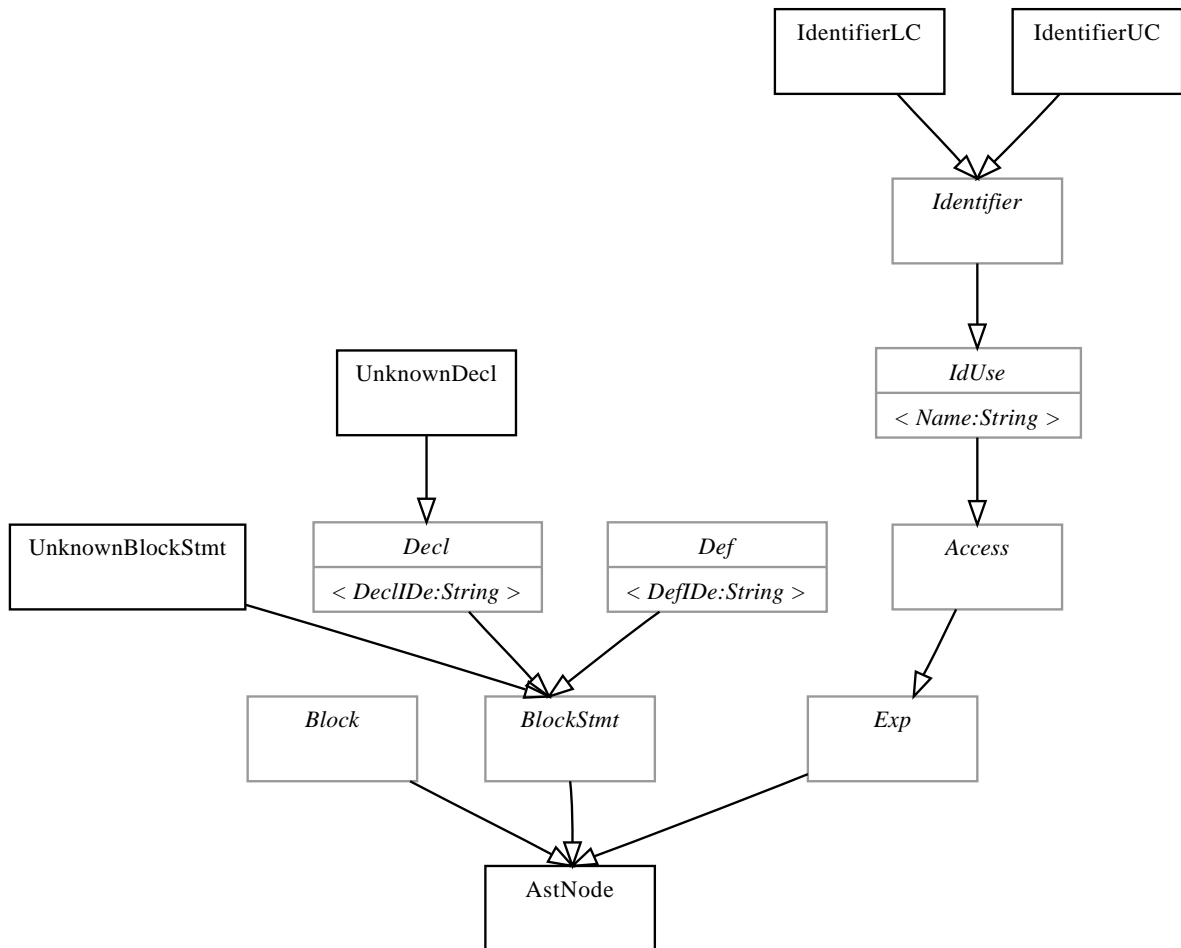 IdentifierLC
IdentifierUC
Identifier
IdUse
< Name:String >
UnknownDecl
UnknownBlockStmt
Decl
< DeclIDe:String >
Def
< DefIDe:String >
Access
Block
BlockStmt
Exp
AstNode